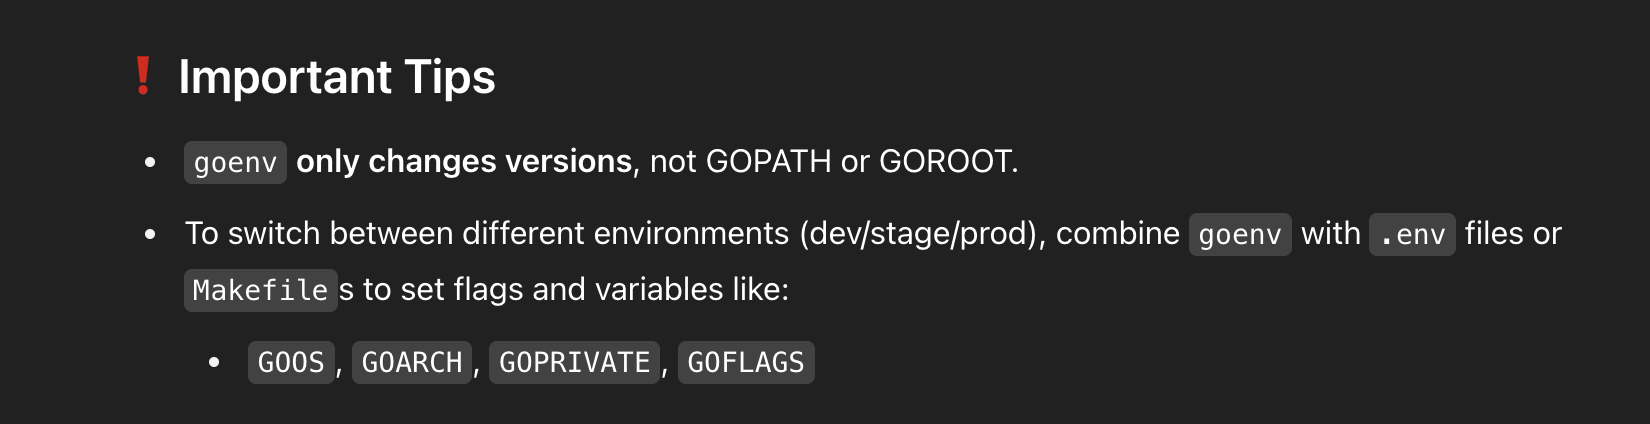 ❗ Important Tips
• goenv only changes versions, not GOPATH or GOROOT.
• To switch between different environments (dev/stage/prod), combine goenv with .env files or
Makefiles to set flags and variables like:
• GOOS, GOARCH, GOPRIVATE, GOFLAGS